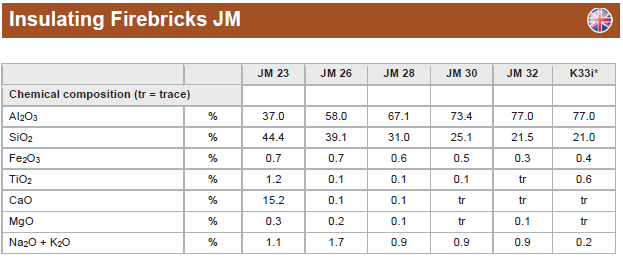 Insulating Firebricks JM
JM 23 JM 26 JM 28 JM 30 JM 32 K33i*
Chemical composition (tr = trace)
Al2O3 % 37.0 58.0 67.1 73.4 77.0 77.0
SiO2 % 44.4 39.1 31.0 25.1 21.5 21.0
Fe2O3 % 0.7 0.7 0.6 0.5 0.3 0.4
TiO2 % 1.2 0.1 0.1 0.1 tr 0.6
CaO % 15.2 0.1 0.1 tr tr tr
MgO % 0.3 0.2 0.1 tr 0.1 tr
Na2O + K2O % 1.1 1.7 0.9 0.9 0.9 0.2